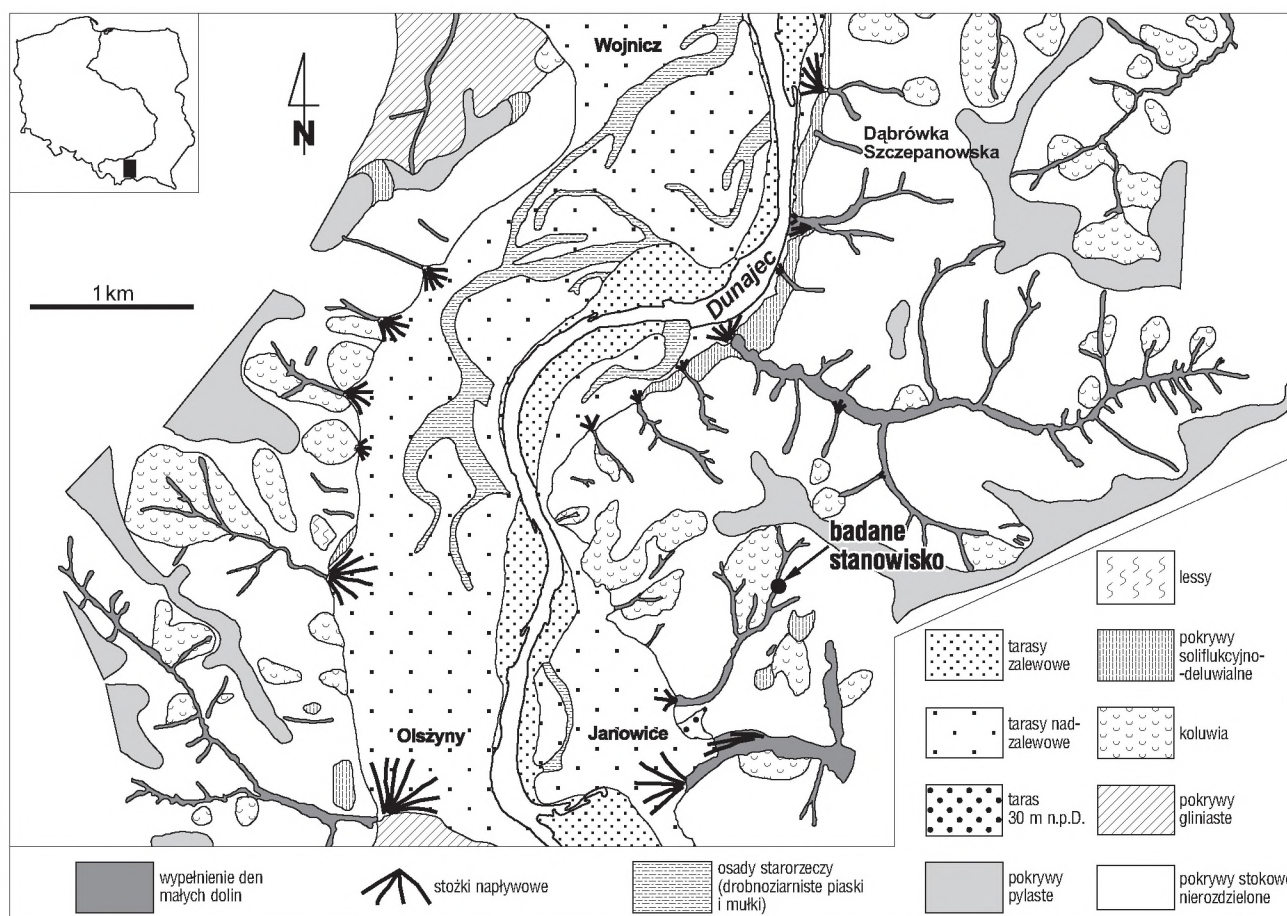 Wojnicz
N
Dąbrówka
Szczepanowska
1 km
Dunajec
badane
stanowisko
Olszyny
Janowice
lessy
tarasy
zalewowe
pokrywy
soliflukcyjno-
-deluwialne
tarasy nad-
zalewowe
koluwia
taras
30 m n.p.D.
pokrywy
gliniaste
wypełnienie den
małych dolin
stożki napływowe
osady starorzeczy
(drobnoziarniste piaski
i mułki)
pokrywy
pylaste
pokrywy stokowe
nierozdzielone